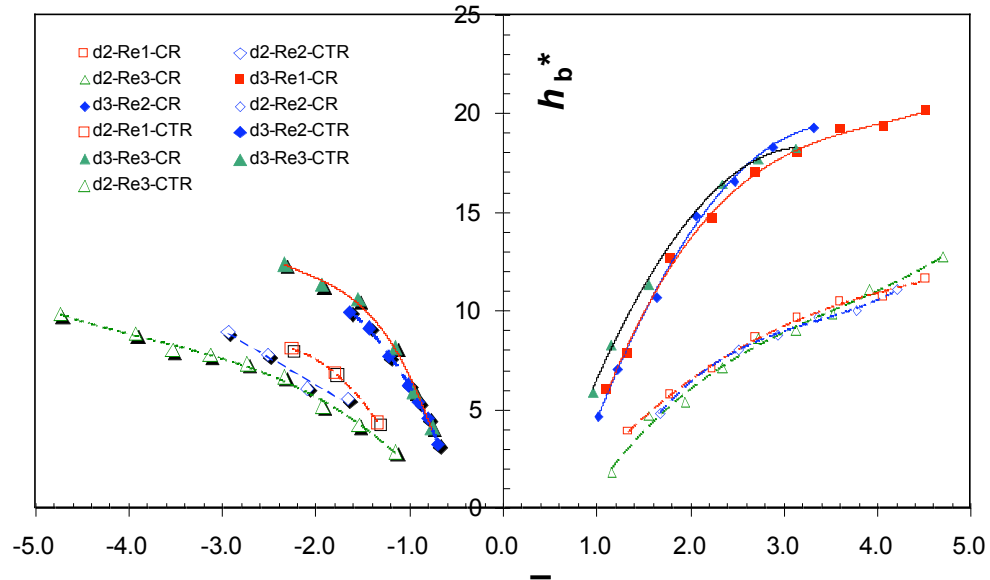 25
d2-Re1-CR
d2-Re2-CTR
d2-Re3-CR
d3-Re1-CR
d3-Re2-CR
d2-Re2-CR
d2-Re1-CTR
d3-Re2-CTR
d3-Re3-CR
d3-Re3-CTR
d2-Re3-CTR
h b*
20
15
10
5
0
-5.0 -4.0 -3.0 -2.0 -1.0 0.0 1.0 2.0 3.0 4.0 5.0
I